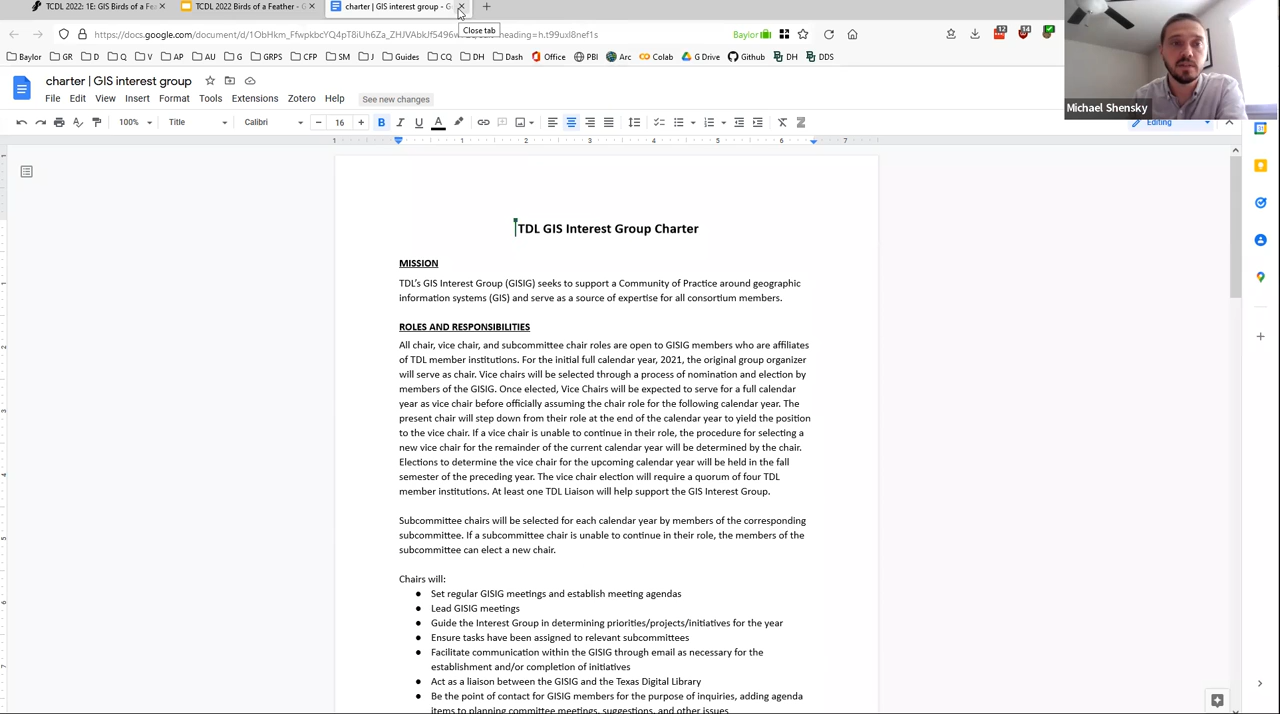 TCDL 2022: 1E: GIS Birds of a Fea
TCDL 2022 Birds of a Feather -
charter | GIS interest group - G
Close tab
Baylor
12
14
Baylor GR D Q V AP AU G GRPS CFP SM J Guides CQ DH Dash Office PBI Arc Colab G Drive Github DH DDS
Michael Shensky
charter | GIS interest group
File Edit View Insert Format Tools Extensions Zotero Help See new changes
100% Title Calibri 16 B I U A Z Editing
TDL GIS Interest Group Charter
MISSION
TDL's GIS Interest Group (GISIG) seeks to support a Community of Practice around geographic
information systems (GIS) and serve as a source of expertise for all consortium members.
ROLES AND RESPONSIBILITIES
All chair, vice chair, and subcommittee chair roles are open to GISIG members who are affiliates
of TDL member institutions. For the initial full calendar year, 2021, the original group organizer
will serve as chair. Vice chairs will be selected through a process of nomination and election by
members of the GISIG. Once elected, Vice Chairs will be expected to serve for a full calendar
year as vice chair before officially assuming the chair role for the following calendar year. The
present chair will step down from their role at the end of the calendar year to yield the position
to the vice chair. If a vice chair is unable to continue in their role, the procedure for selecting a
new vice chair for the remainder of the current calendar year will be determined by the chair.
Elections to determine the vice chair for the upcoming calendar year will be held in the fall
semester of the preceding year. The vice chair election will require a quorum of four TDL
member institutions. At least one TDL Liaison will help support the GIS Interest Group.
Subcommittee chairs will be selected for each calendar year by members of the corresponding
subcommittee. If a subcommittee chair is unable to continue in their role, the members of the
subcommittee can elect a new chair.
Chairs will:
● Set regular GISIG meetings and establish meeting agendas
● Lead GISIG meetings
● Guide the Interest Group in determining priorities/projects/initiatives for the year
● Ensure tasks have been assigned to relevant subcommittees
● Facilitate communication within the GISIG through email as necessary for the
establishment and/or completion of initiatives
● Act as a liaison between the GISIG and the Texas Digital Library
● Be the point of contact for GISIG members for the purpose of inquiries, adding agenda
items to planning committee meetings, suggestions, and other issues